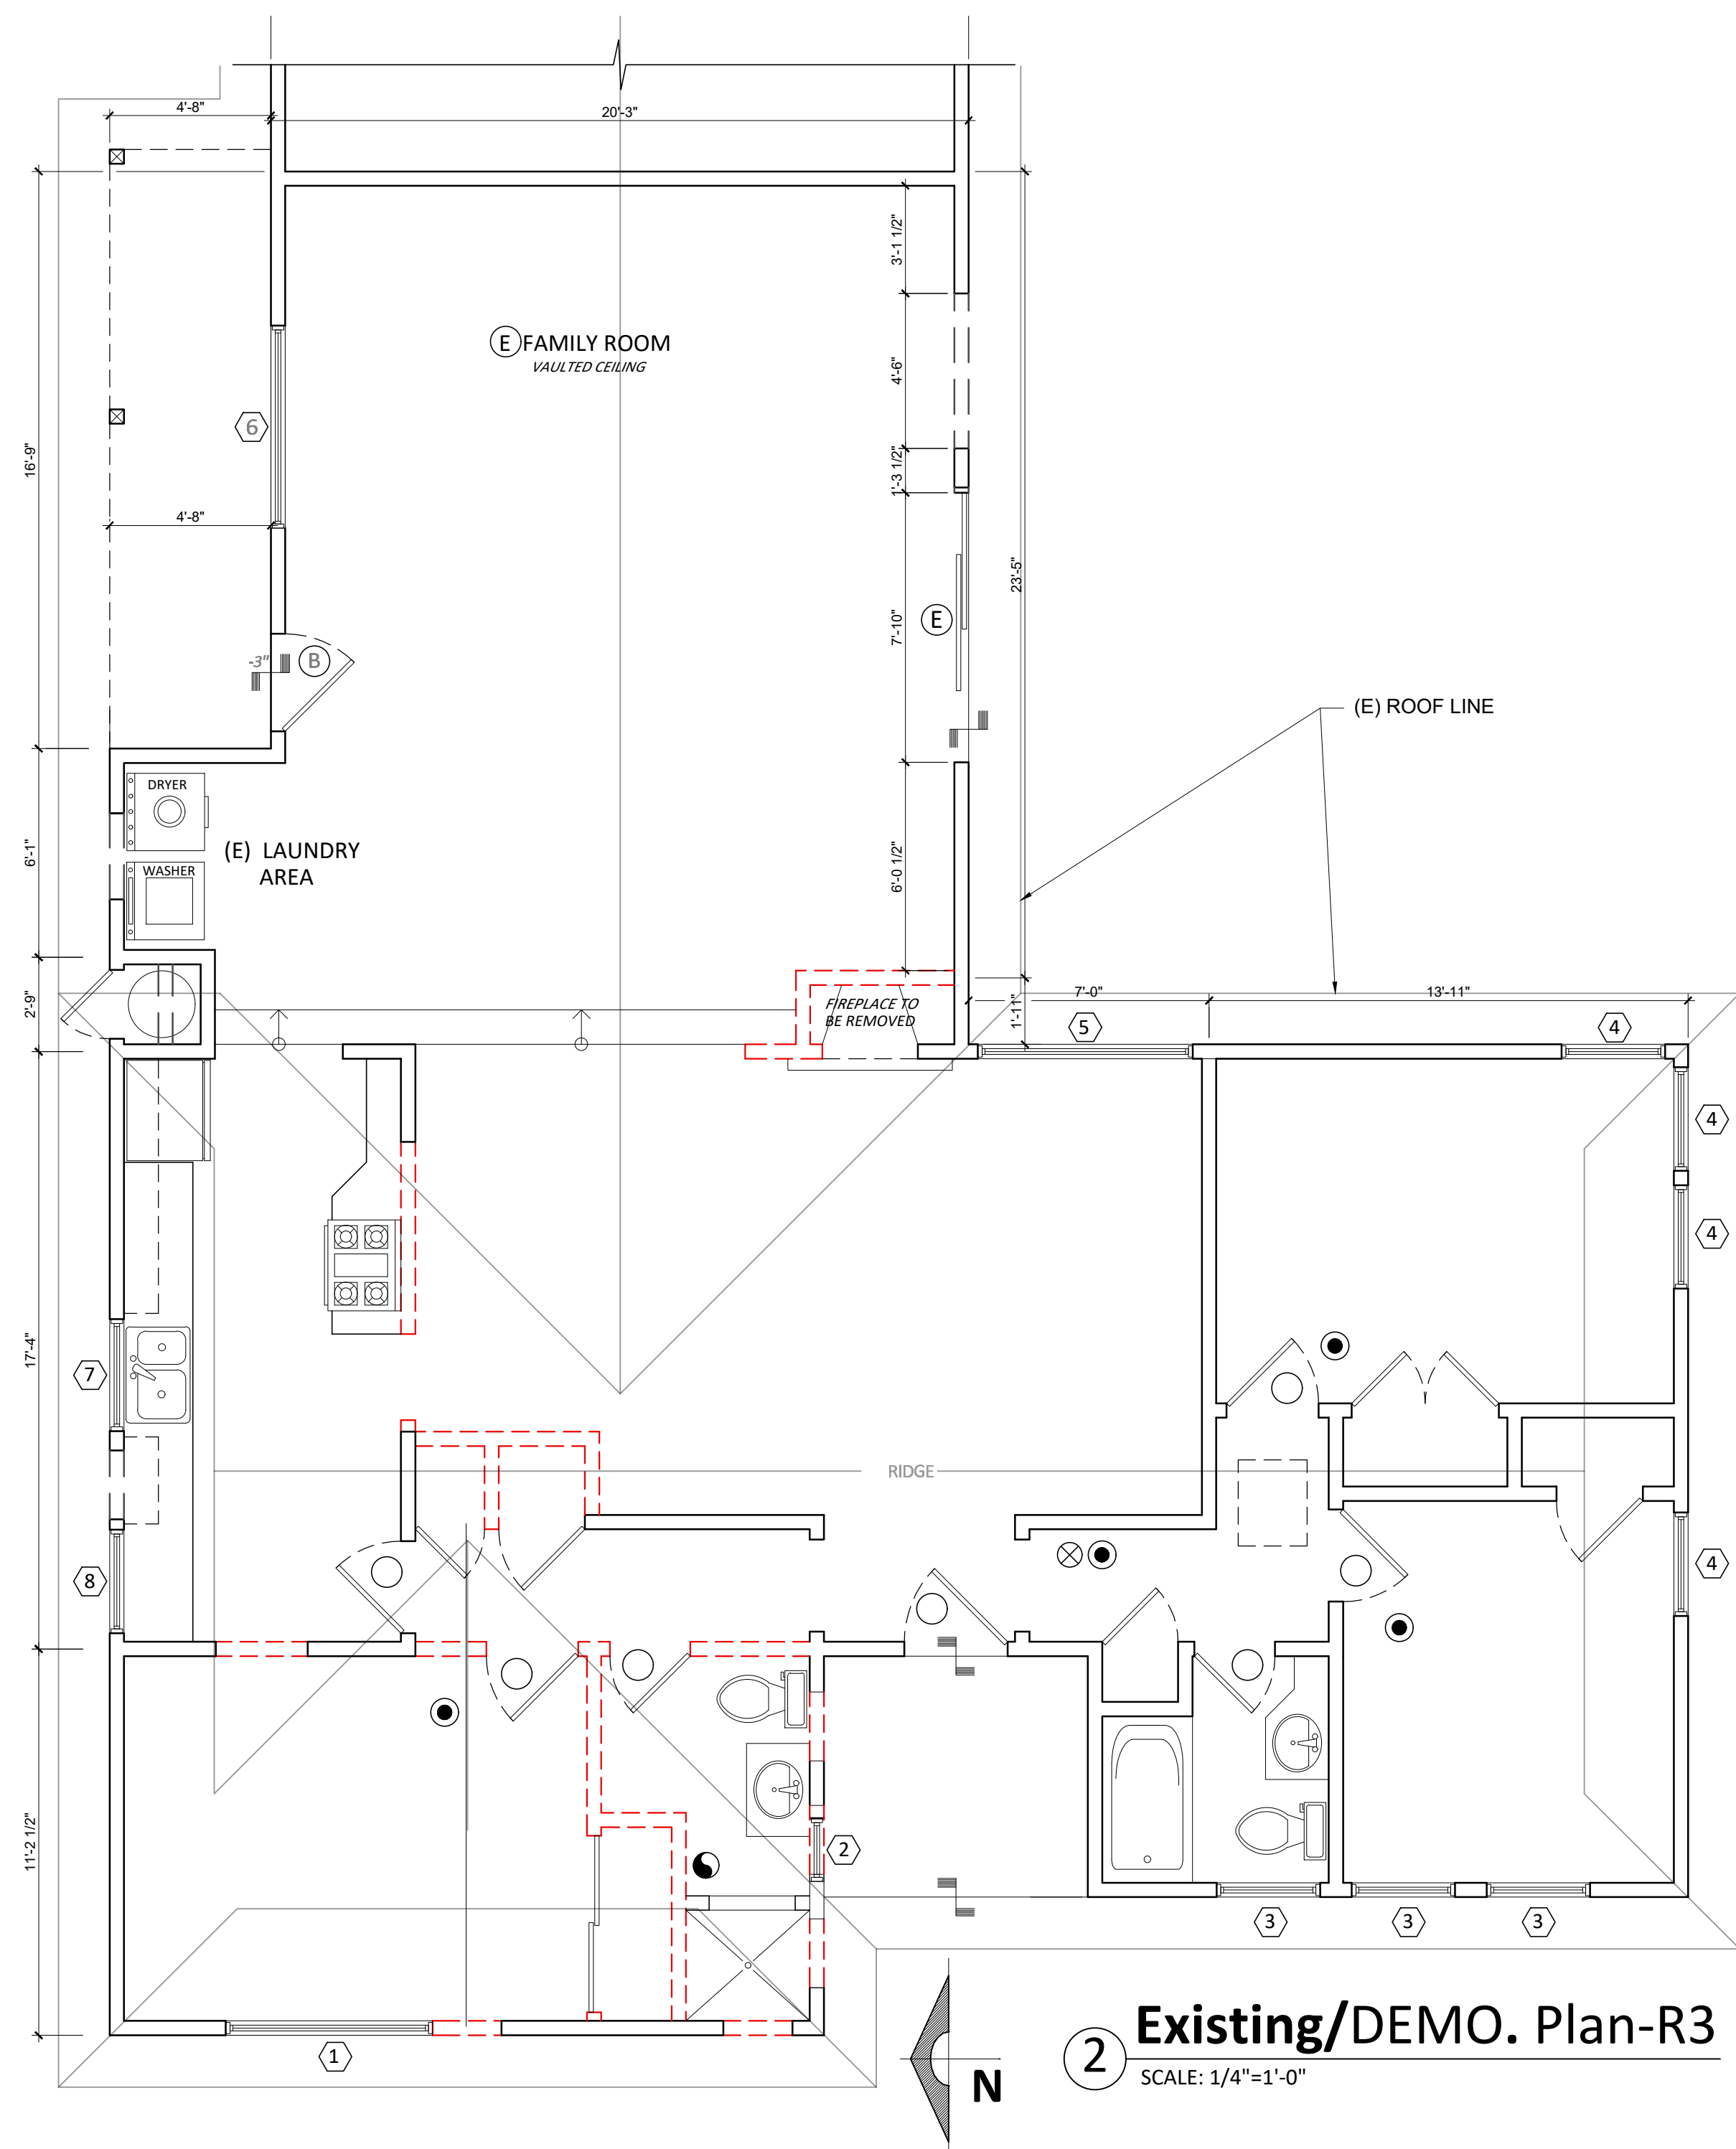 4'-8"
20'-3"
3'-1 1/2"
E FAMILY ROOM
VAULTED CEILING
4'-6"
6
16'-9"
1'-3 1/2"
4'-8"
23'-5"
7'-10"
E
-3"
B
(E) ROOF LINE
DRYER
6'-1"
(E) LAUNDRY
AREA
WASHER
6'-0 1/2"
2'-9"
FIREPLACE TO
BE REMOVED
7'-0"
13'-11"
1'-11"
5
4
4
4
17'-4"
7
RIDGE
8
4
11'-2 1/2"
2
3
3
3
1
N
2
Existing/DEMO. Plan-R3
SCALE: 1/4"=1'-0"